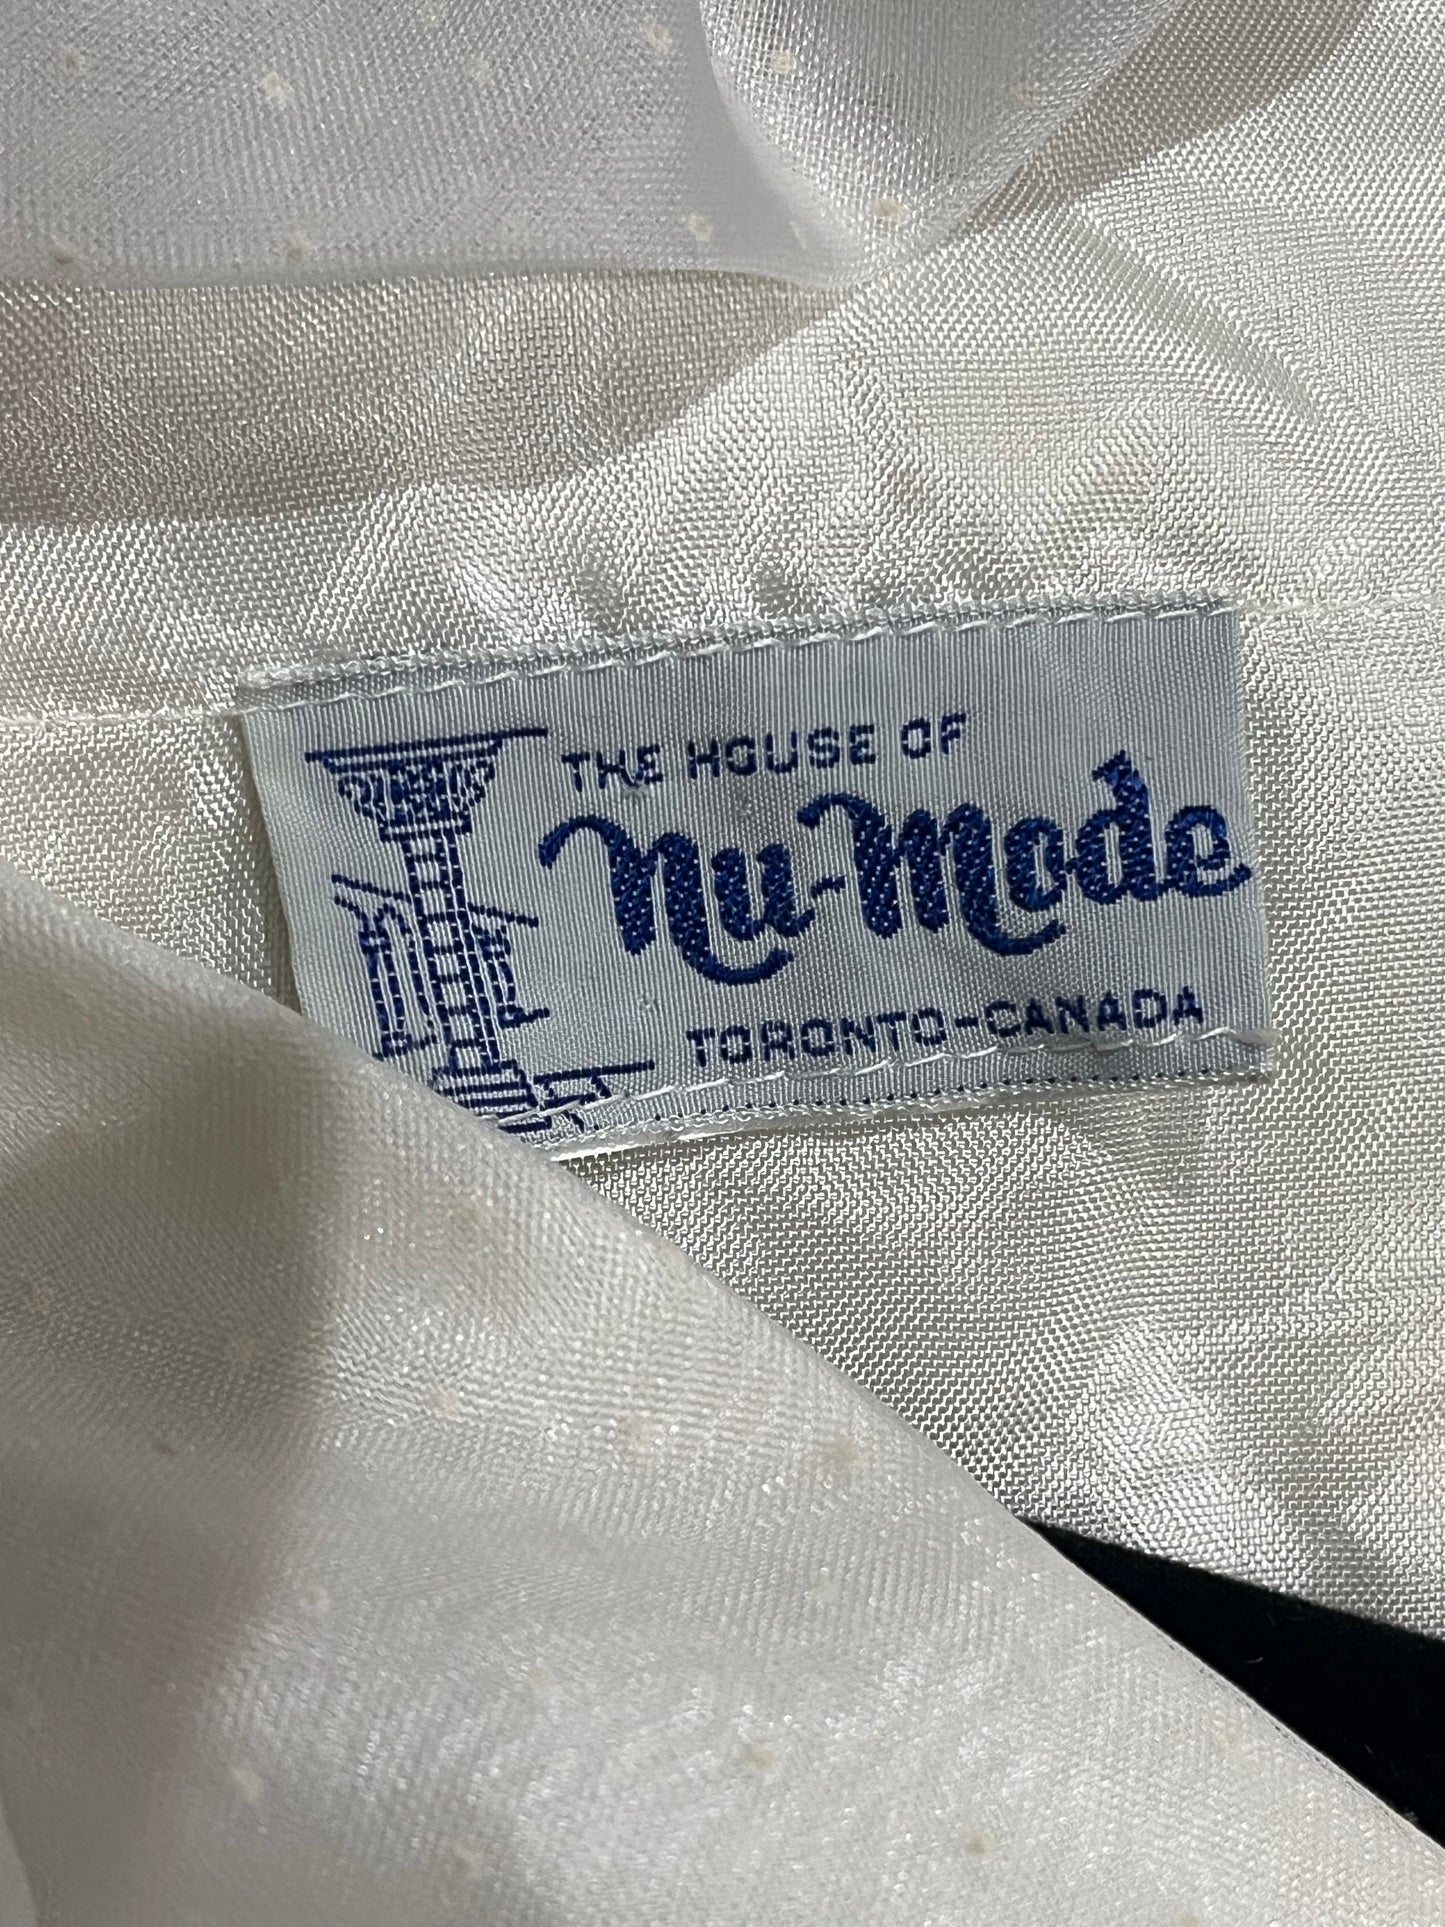 THE HOUSE OF
Nu-Mode
TORONTO-CANADA